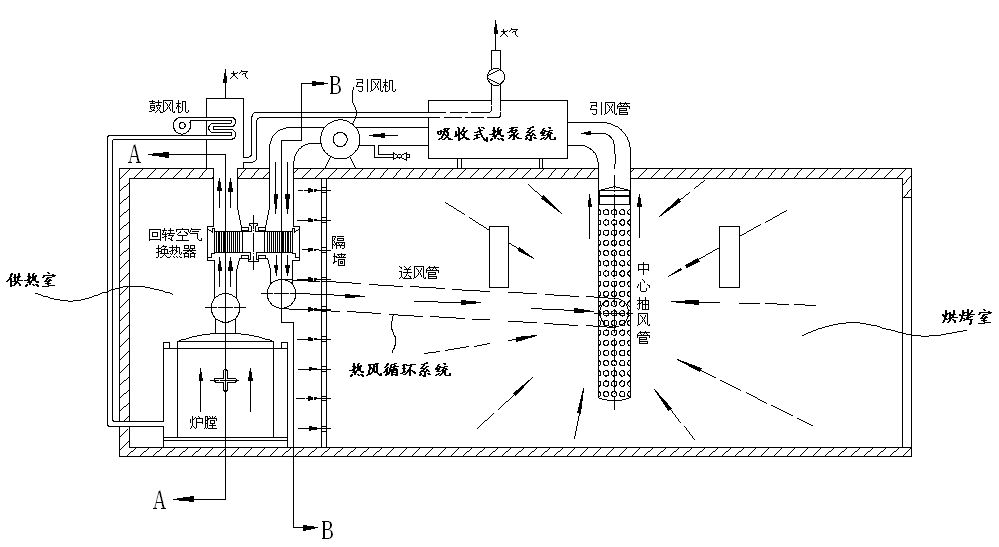 大气
大气
鼓风机
B
引风机
引风管
吸收式热泵系统
A
回转空气
换热器
隔
墙
供热室
送风管
中
心
抽
风
管
烘烤室
热风循环系统
炉膛
A
B